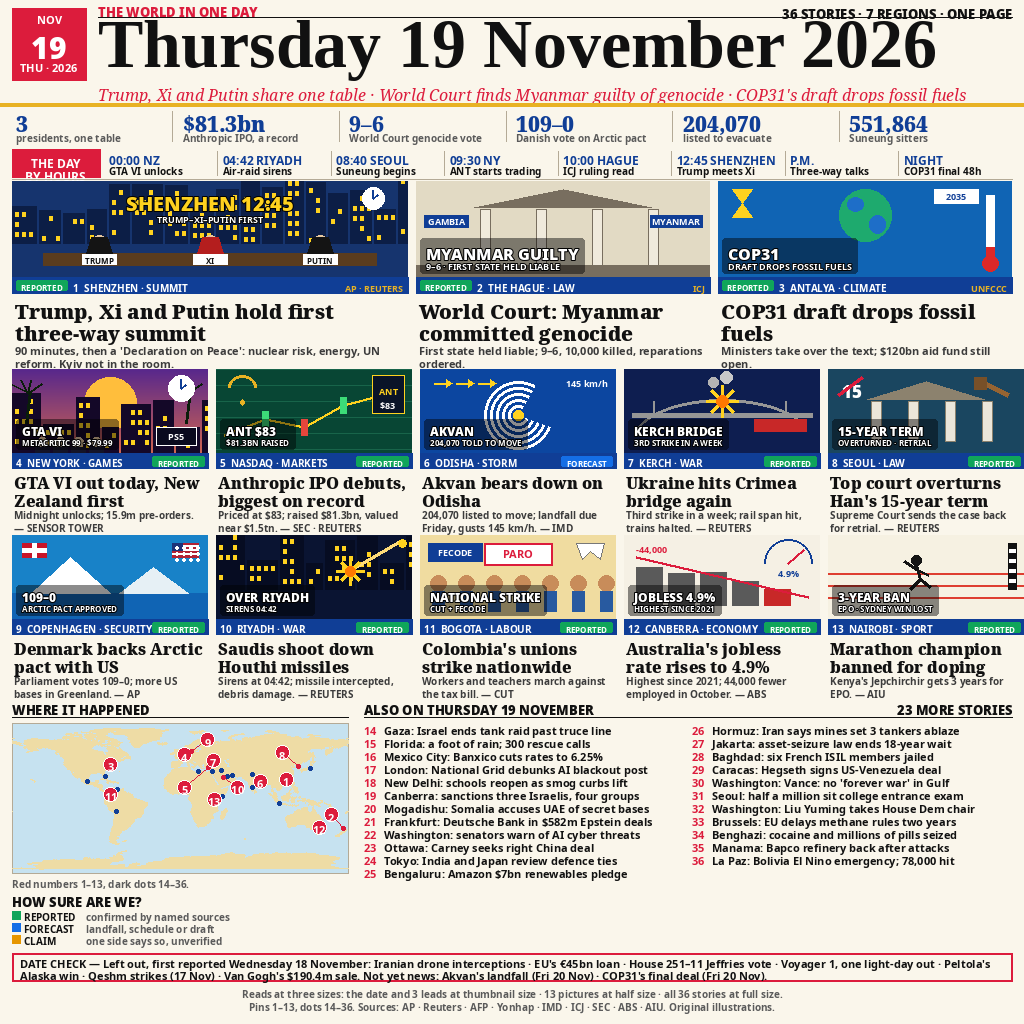 NOV
19
THU · 2026
THE WORLD IN ONE DAY
36 STORIES · 7 REGIONS · ONE PAGE
Thursday 19 November 2026
Trump, Xi and Putin share one table · World Court finds Myanmar guilty of genocide · COP31's draft drops fossil fuels
3
presidents, one table
$81.3bn
Anthropic IPO, a record
9–6
World Court genocide vote
109–0
Danish vote on Arctic pact
204,070
listed to evacuate
551,864
Suneung sitters
THE DAY
BY HOURS
00:00 NZ
GTA VI unlocks
04:42 RIYADH
Air-raid sirens
08:40 SEOUL
Suneung begins
09:30 NY
ANT starts trading
10:00 HAGUE
ICJ ruling read
12:45 SHENZHEN
Trump meets Xi
P.M.
Three-way talks
NIGHT
COP31 final 48h
SHENZHEN 12:45
TRUMP–XI–PUTIN FIRST
TRUMP
XI
PUTIN
REPORTED 1 SHENZHEN · SUMMIT AP · REUTERS
GAMBIA
MYANMAR
MYANMAR GUILTY
9–6 · FIRST STATE HELD LIABLE
REPORTED 2 THE HAGUE · LAW ICJ
2035
COP31
DRAFT DROPS FOSSIL FUELS
REPORTED 3 ANTALYA · CLIMATE UNFCCC
Trump, Xi and Putin hold first
three-way summit
90 minutes, then a 'Declaration on Peace': nuclear risk, energy, UN
reform. Kyiv not in the room.
World Court: Myanmar
committed genocide
First state held liable; 9–6, 10,000 killed, reparations
ordered.
COP31 draft drops fossil
fuels
Ministers take over the text; $120bn aid fund still
open.
GTA VI
METACRITIC 99 · $79.99
PS5
4 NEW YORK · GAMES REPORTED
ANT
$83
ANT $83
$81.3BN RAISED
5 NASDAQ · MARKETS REPORTED
145 km/h
AKVAN
204,070 TOLD TO MOVE
6 ODISHA · STORM FORECAST
KERCH BRIDGE
3RD STRIKE IN A WEEK
7 KERCH · WAR REPORTED
15
15-YEAR TERM
OVERTURNED · RETRIAL
8 SEOUL · LAW REPORTED
GTA VI out today, New
Zealand first
Midnight unlocks; 15.9m pre-orders.
— SENSOR TOWER
Anthropic IPO debuts,
biggest on record
Priced at $83; raised $81.3bn, valued
near $1.5tn. — SEC · REUTERS
Akvan bears down on
Odisha
204,070 listed to move; landfall due
Friday, gusts 145 km/h. — IMD
Ukraine hits Crimea
bridge again
Third strike in a week; rail span hit,
trains halted. — REUTERS
Top court overturns
Han's 15-year term
Supreme Court sends the case back
for retrial. — REUTERS
109–0
ARCTIC PACT APPROVED
9 COPENHAGEN · SECURITY REPORTED
OVER RIYADH
SIRENS 04:42
10 RIYADH · WAR REPORTED
FECODE
PARO
NATIONAL STRIKE
CUT + FECODE
11 BOGOTA · LABOUR REPORTED
-44,000
4.9%
JOBLESS 4.9%
HIGHEST SINCE 2021
12 CANBERRA · ECONOMY REPORTED
3-YEAR BAN
EPO · SYDNEY WIN LOST
13 NAIROBI · SPORT REPORTED
Denmark backs Arctic
pact with US
Parliament votes 109–0; more US
bases in Greenland. — AP
Saudis shoot down
Houthi missiles
Sirens at 04:42; missile intercepted,
debris damage. — REUTERS
Colombia's unions
strike nationwide
Workers and teachers march against
the tax bill. — CUT
Australia's jobless
rate rises to 4.9%
Highest since 2021; 44,000 fewer
employed in October. — ABS
Marathon champion
banned for doping
Kenya's Jepchirchir gets 3 years for
EPO. — AIU
WHERE IT HAPPENED
9
4
7
8
3
5
10
6
1
11
13
2
12
Red numbers 1–13, dark dots 14–36.
HOW SURE ARE WE?
REPORTED confirmed by named sources
FORECAST landfall, schedule or draft
CLAIM one side says so, unverified
ALSO ON THURSDAY 19 NOVEMBER
23 MORE STORIES
14 Gaza: Israel ends tank raid past truce line
15 Florida: a foot of rain; 300 rescue calls
16 Mexico City: Banxico cuts rates to 6.25%
17 London: National Grid debunks AI blackout post
18 New Delhi: schools reopen as smog curbs lift
19 Canberra: sanctions three Israelis, four groups
20 Mogadishu: Somalia accuses UAE of secret bases
21 Frankfurt: Deutsche Bank in $582m Epstein deals
22 Washington: senators warn of AI cyber threats
23 Ottawa: Carney seeks right China deal
24 Tokyo: India and Japan review defence ties
25 Bengaluru: Amazon $7bn renewables pledge
26 Hormuz: Iran says mines set 3 tankers ablaze
27 Jakarta: asset-seizure law ends 18-year wait
28 Baghdad: six French ISIL members jailed
29 Caracas: Hegseth signs US-Venezuela deal
30 Washington: Vance: no 'forever war' in Gulf
31 Seoul: half a million sit college entrance exam
32 Washington: Liu Yuming takes House Dem chair
33 Brussels: EU delays methane rules two years
34 Benghazi: cocaine and millions of pills seized
35 Manama: Bapco refinery back after attacks
36 La Paz: Bolivia El Nino emergency; 78,000 hit
DATE CHECK — Left out, first reported Wednesday 18 November: Iranian drone interceptions · EU's €45bn loan · House 251–11 Jeffries vote · Voyager 1, one light-day out · Peltola's
Alaska win · Qeshm strikes (17 Nov) · Van Gogh's $190.4m sale. Not yet news: Akvan's landfall (Fri 20 Nov) · COP31's final deal (Fri 20 Nov).
Reads at three sizes: the date and 3 leads at thumbnail size · 13 pictures at half size · all 36 stories at full size.
Pins 1–13, dots 14–36. Sources: AP · Reuters · AFP · Yonhap · IMD · ICJ · SEC · ABS · AIU. Original illustrations.